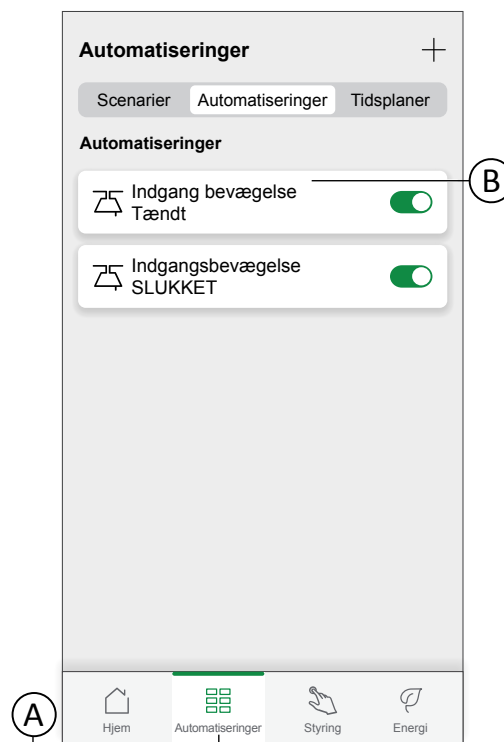 Automatiseringer
Scenarier Automatiseringer Tidsplaner
Automatiseringer
B
Indgang bevægelse
Tændt
Indgangsbevægelse
SLUKKET
A
Hjem Automatiseringer Styring Energi